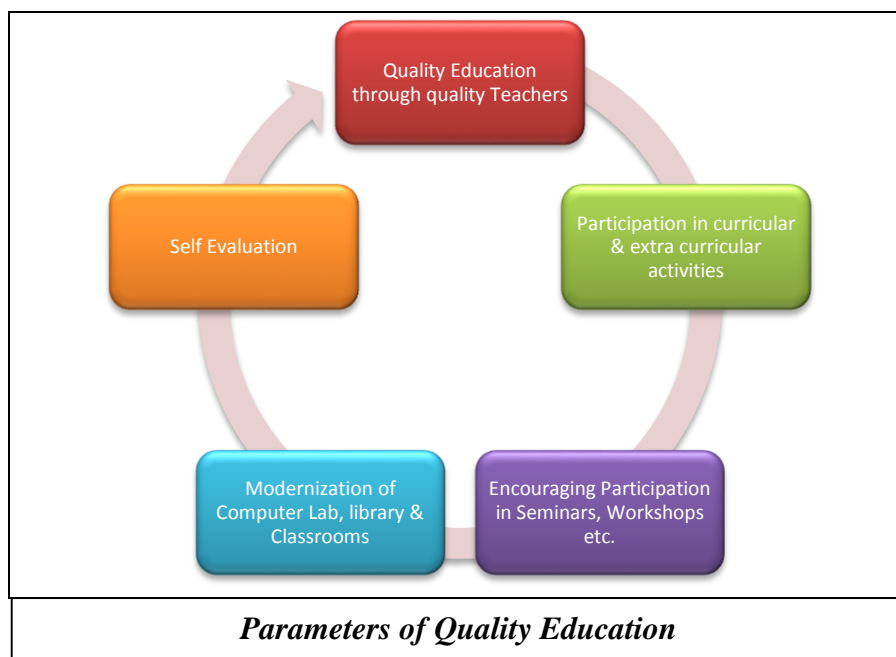 Quality Education
through quality Teachers
Participation in curricular
& extra curricular
activities
Encouraging Participation
in Seminars, Workshops
etc.
Modernization of
Computer Lab, library &
Classrooms
Self Evaluation
Parameters of Quality Education